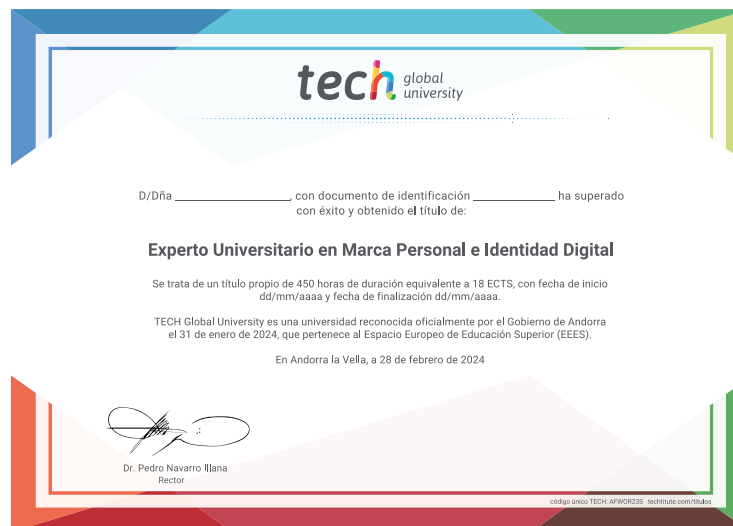 tech global university
D/Dña ______________, con documento de identificación __________ ha superado
con éxito y obtenido el título de:
Experto Universitario en Marca Personal e Identidad Digital
Se trata de un título propio de 450 horas de duración equivalente a 18 ECTS, con fecha de inicio
dd/mm/aaaa y fecha de finalización dd/mm/aaaa.
TECH Global University es una universidad reconocida oficialmente por el Gobierno de Andorra
el 31 de enero de 2024, que pertenece al Espacio Europeo de Educación Superior (EEES).
En Andorra la Vella, a 28 de febrero de 2024
Dr. Pedro Navarro Illana
Rector
código único TECH: AFWOR23S techtitute.com/titulos